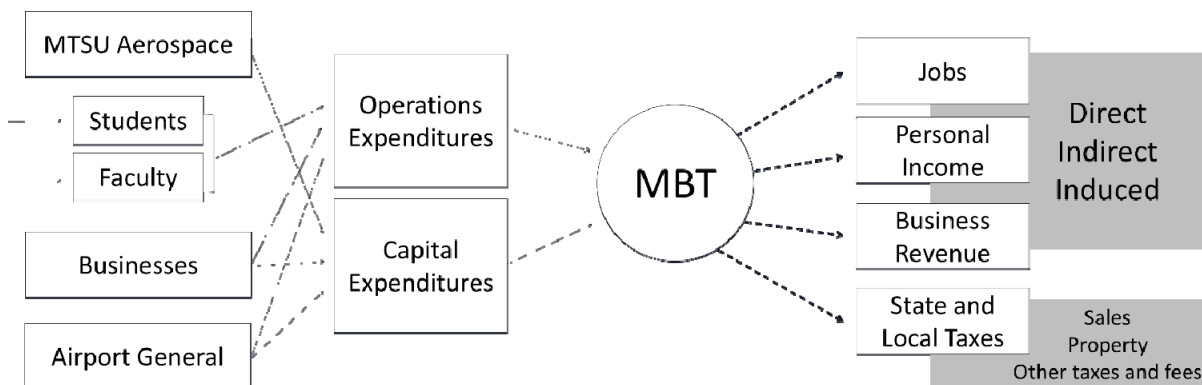 MTSU Aerospace
Students
Faculty
Businesses
Airport General
Operations
Expenditures
Capital
Expenditures
MBT
Jobs
Personal
Income
Business
Revenue
State and
Local Taxes
Direct
Indirect
Induced
Sales
Property
Other taxes and fees